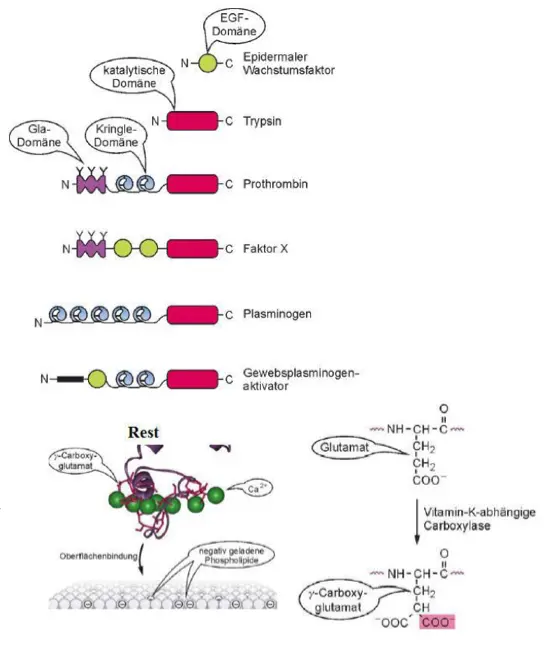 EGF-
Domäne
N C Epidermaler
Wachstumsfaktor
katalytische
Domäne
N C Trypsin
Gla-
Domäne
Kringle-
Domäne
N C Prothrombin
N C Faktor X
N C Plasminogen
N C Gewebsplasminogen-
aktivator
Rest
γ-Carboxy-
glutamat
Ca²⁺
Oberflächenbindung
negativ geladene
Phospholipide
O
NH-CH-C
Glutamat
CH₂
CH₂
COO⁻
Vitamin-K-abhängige
Carboxylase
O
NH-CH-C
γ-Carboxy-
glutamat
CH₂
CH
⁻OOC COO⁻